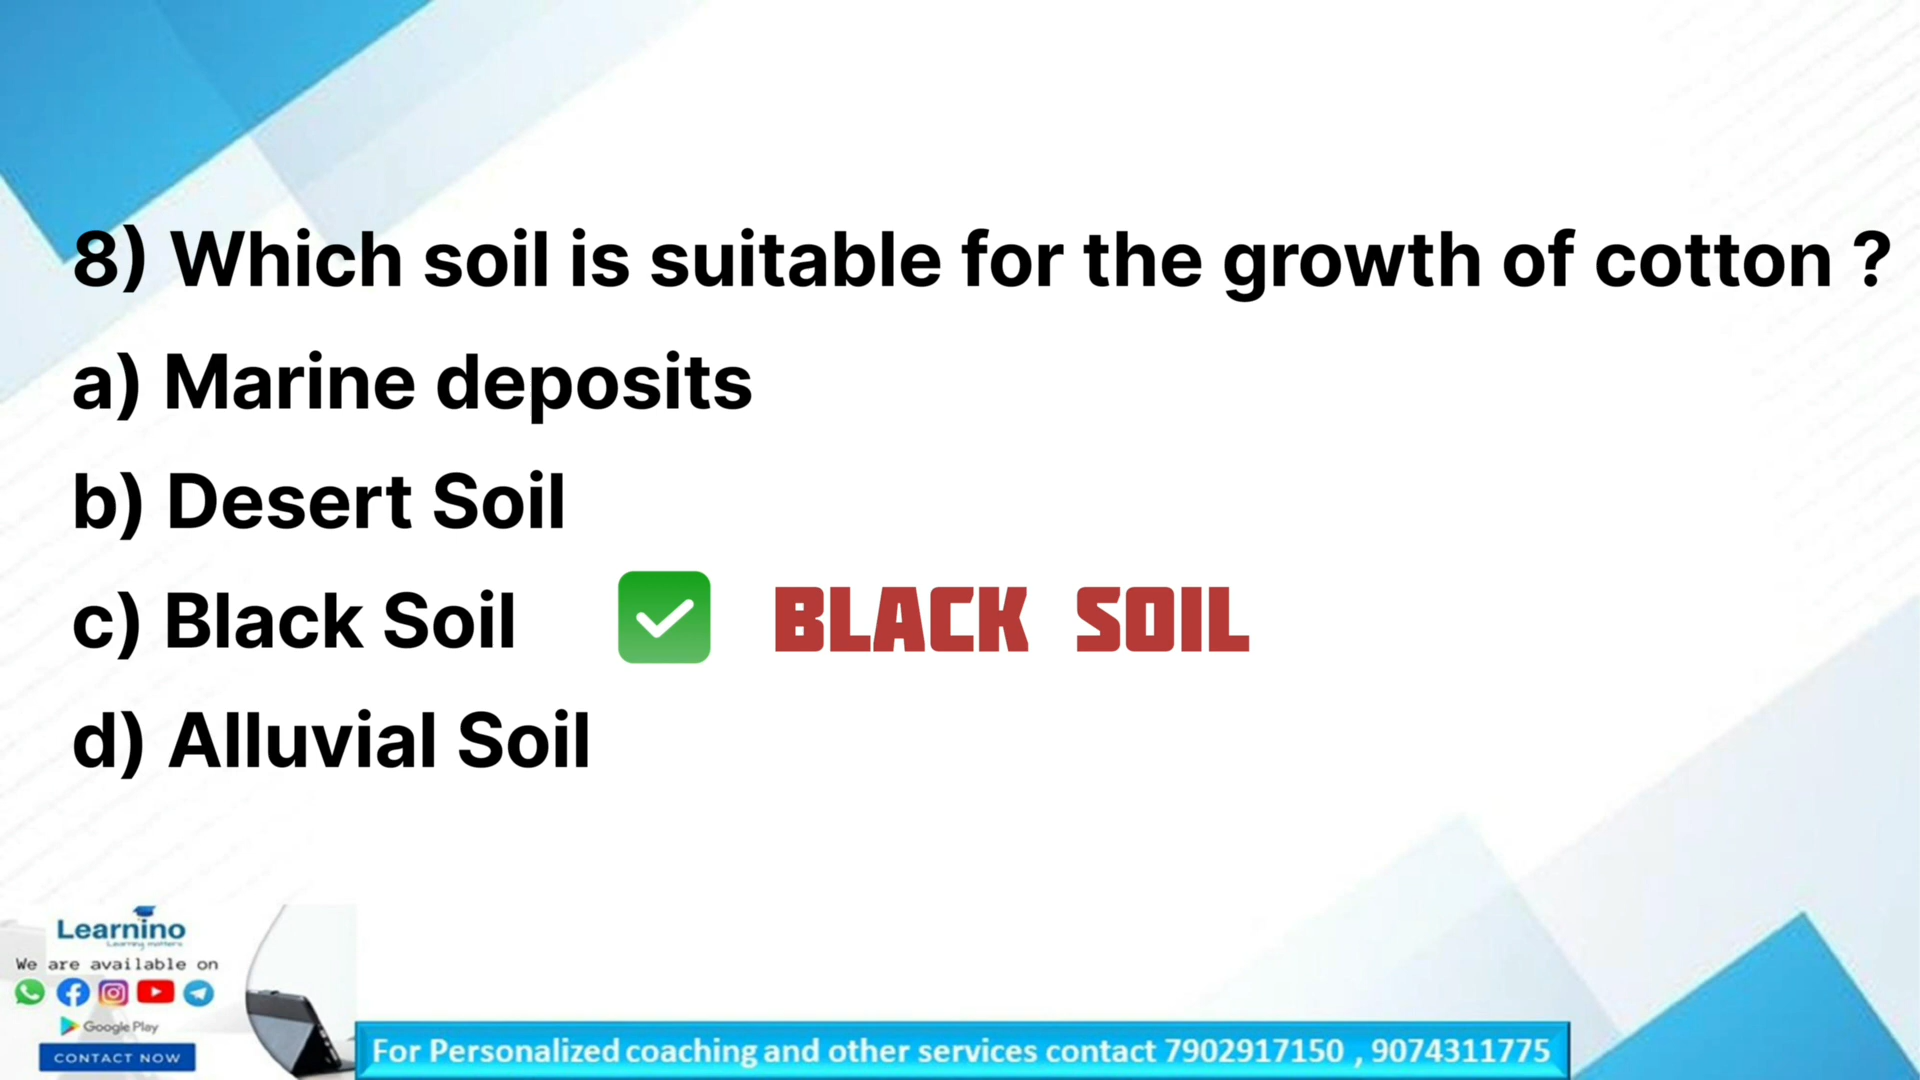 8) Which soil is suitable for the growth of cotton ?
a) Marine deposits
b) Desert Soil
c) Black Soil ✅ BLACK SOIL
d) Alluvial Soil
Learnino
Learning matters
We are available on
Google Play
CONTACT NOW
For Personalized coaching and other services contact 7902917150 , 9074311775